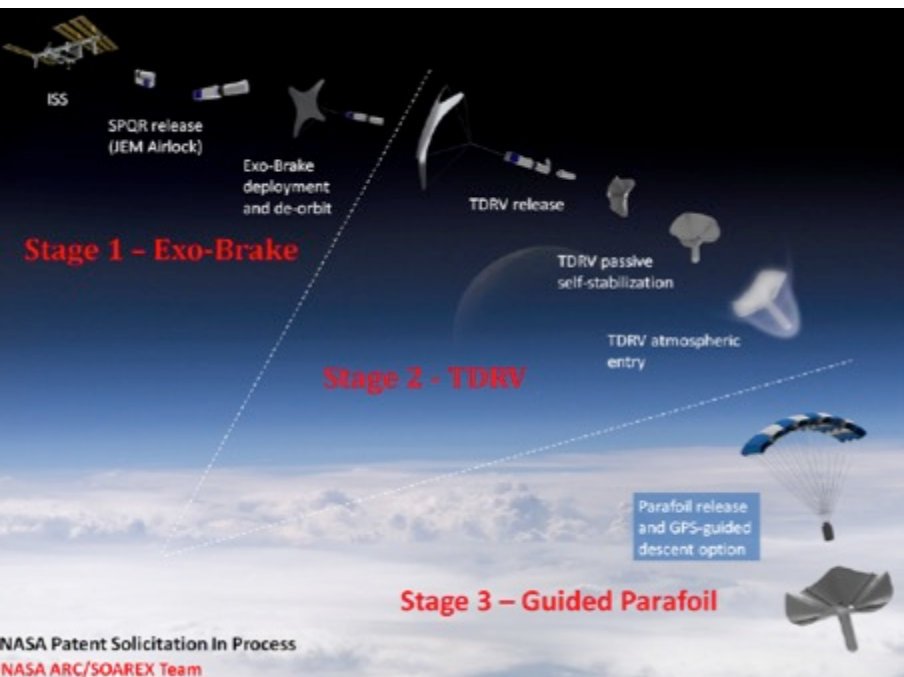 ISS
SPQR release
(JEM Airlock)
Exo-Brake
deployment
and de-orbit
TDRV release
Stage 1 – Exo-Brake
TDRV passive
self-stabilization
TDRV atmospheric
entry
Stage 2 - TDRV
Parafoil release
and GPS-guided
descent option
Stage 3 – Guided Parafoil
NASA Patent Solicitation In Process
NASA ARC/SOAREX Team